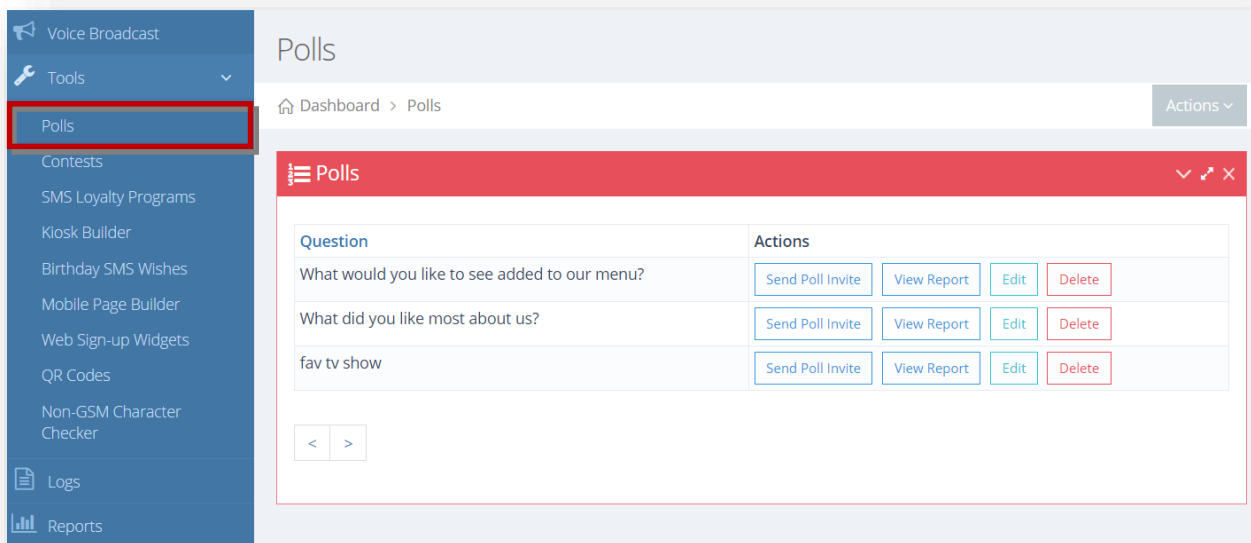 Voice Broadcast
Tools
Polls
Contests
SMS Loyalty Programs
Kiosk Builder
Birthday SMS Wishes
Mobile Page Builder
Web Sign-up Widgets
QR Codes
Non-GSM Character
Checker
Logs
Reports
Polls
Dashboard > Polls
Actions
Polls
Question Actions
What would you like to see added to our menu? Send Poll Invite View Report Edit Delete
What did you like most about us? Send Poll Invite View Report Edit Delete
fav tv show Send Poll Invite View Report Edit Delete
< >